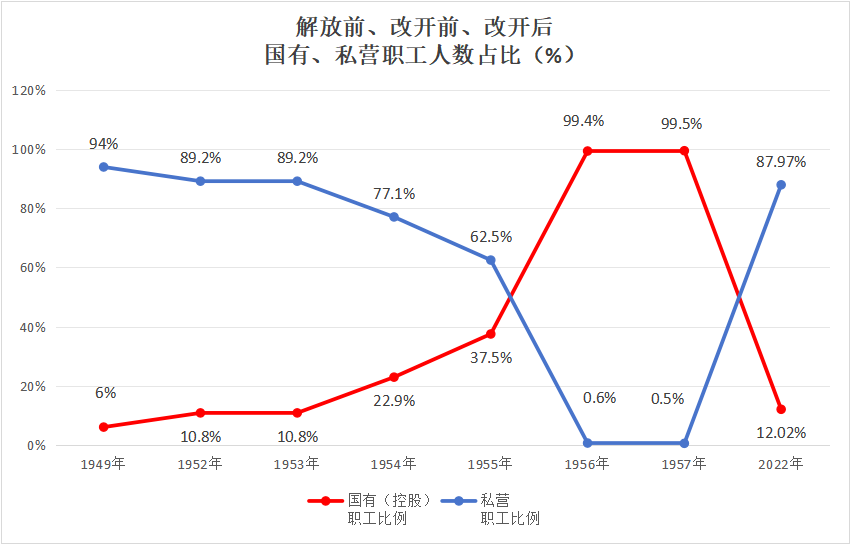 解放前、改开前、改开后
国有、私营职工人数占比（%）
120%
100%
80%
60%
40%
20%
0%
94%
89.2%
89.2%
77.1%
62.5%
99.4%
99.5%
87.97%
6%
10.8%
10.8%
22.9%
37.5%
0.6%
0.5%
12.02%
1949年
1952年
1953年
1954年
1955年
1956年
1957年
2022年
国有（控股）
职工比例
私营
职工比例